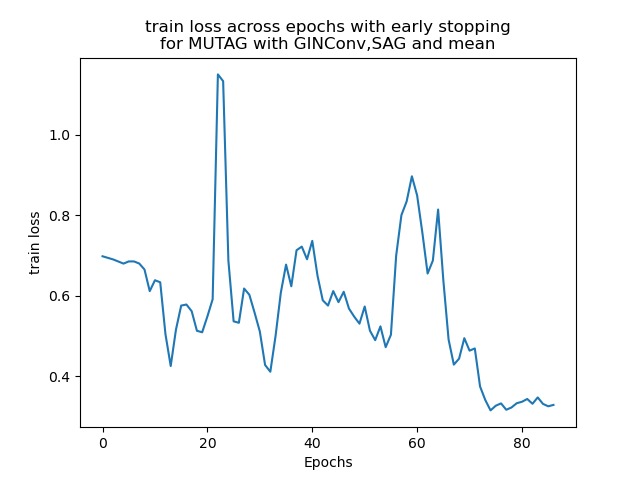 train loss across epochs with early stopping
for MUTAG with GINConv,SAG and mean
1.0
0.8
0.6
0.4
train loss
0 20 40 60 80
Epochs